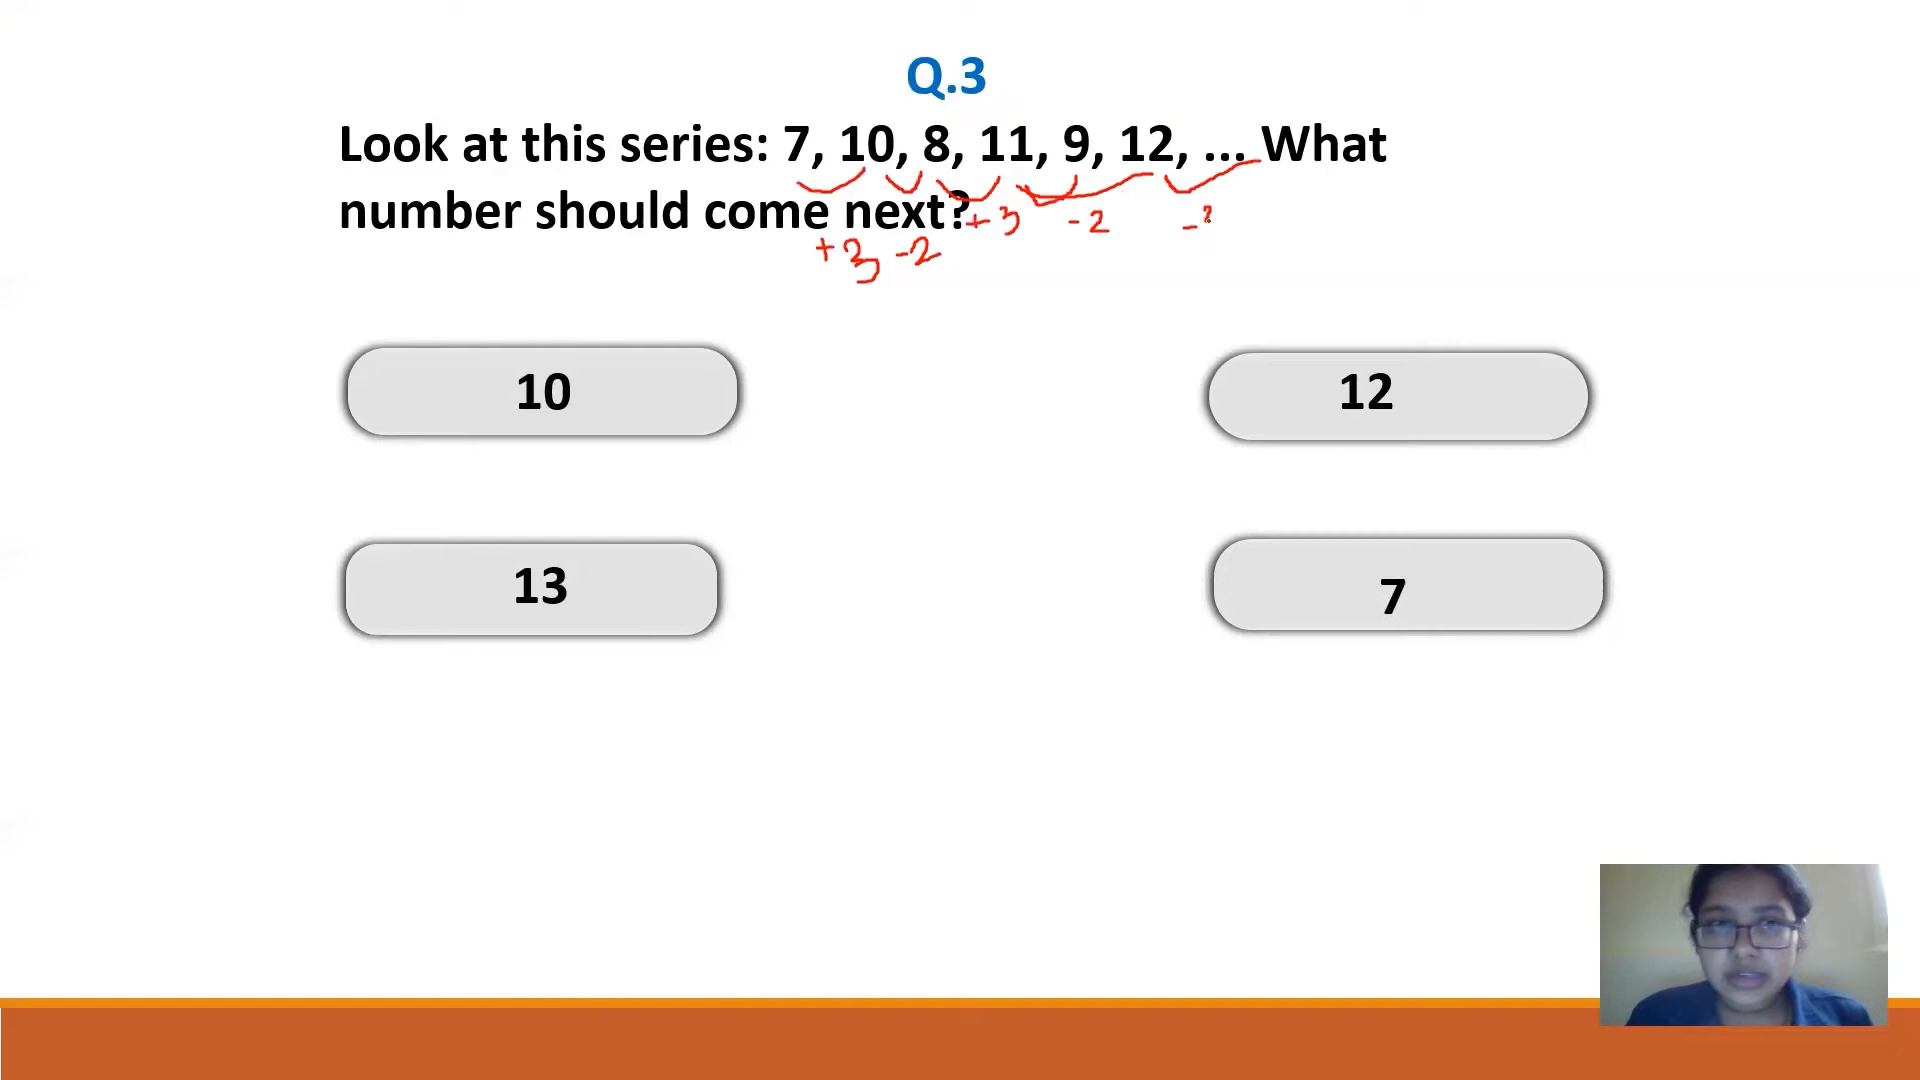 Q.3
Look at this series: 7, 10, 8, 11, 9, 12, ... What
number should come next?
+3 -2 +3 -2
10
12
13
7